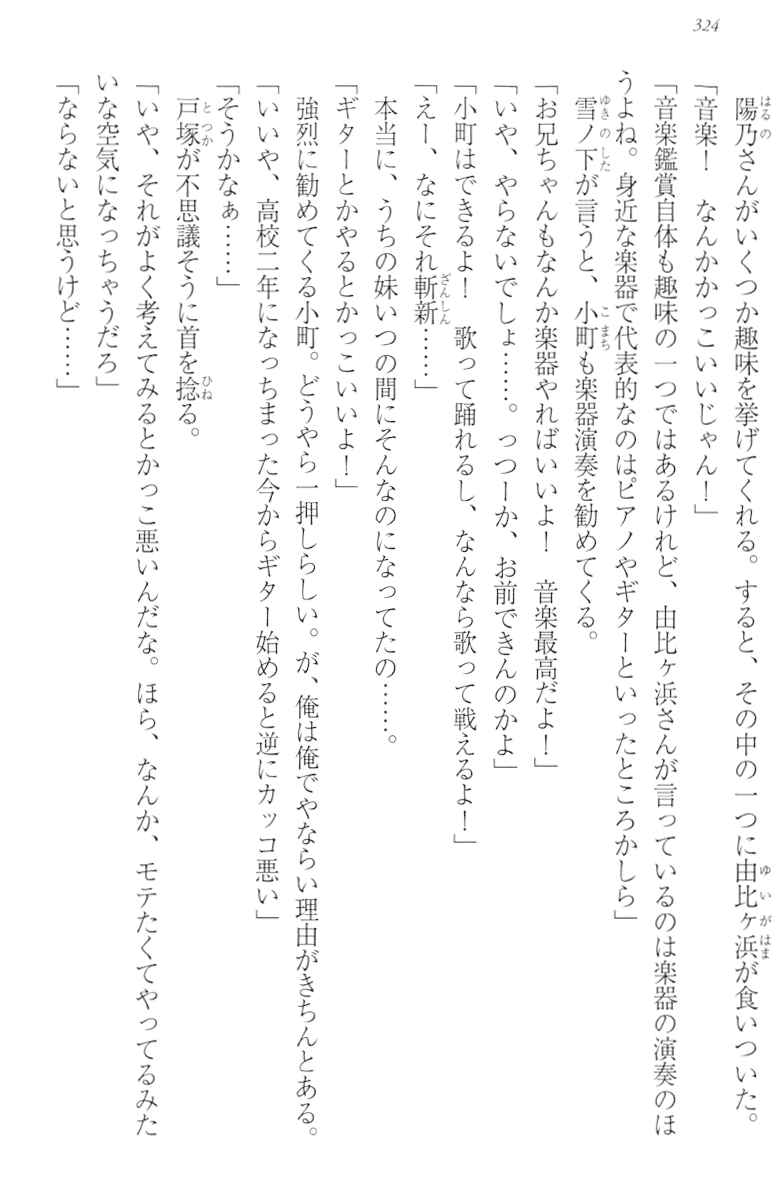 324
陽乃さんがいくつか趣味を挙げてくれる。すると、その中の一つに由比ヶ浜が食いついた。
「音楽！　なんかかっこいいじゃん！」
「音楽鑑賞自体も趣味の一つではあるけれど、由比ヶ浜さんが言っているのは楽器の演奏のほ
うよね。身近な楽器で代表的なのはピアノやギターといったところかしら」
雪ノ下が言うと、小町も楽器演奏を勧めてくる。
「お兄ちゃんもなんか楽器やればいいよ！　音楽最高だよ！」
「いや、やらないでしょ……。っつーか、お前できんのかよ」
「小町はできるよ！　歌って踊れるし、なんなら歌って戦えるよ！」
「えー、なにそれ斬新……」
本当に、うちの妹いつの間にそんなのになってたの……。
「ギターとかやるとかっこいいよ！」
強烈に勧めてくる小町。どうやら一押しらしい。が、俺は俺でやならい理由がきちんとある。
「いいや、高校二年になっちまった今からギター始めると逆にカッコ悪い」
「そうかなぁ……」
戸塚が不思議そうに首を捻る。
「いや、それがよく考えてみるとかっこ悪いんだな。ほら、なんか、モテたくてやってるみた
いな空気になっちゃうだろ」
「ならないと思うけど……」